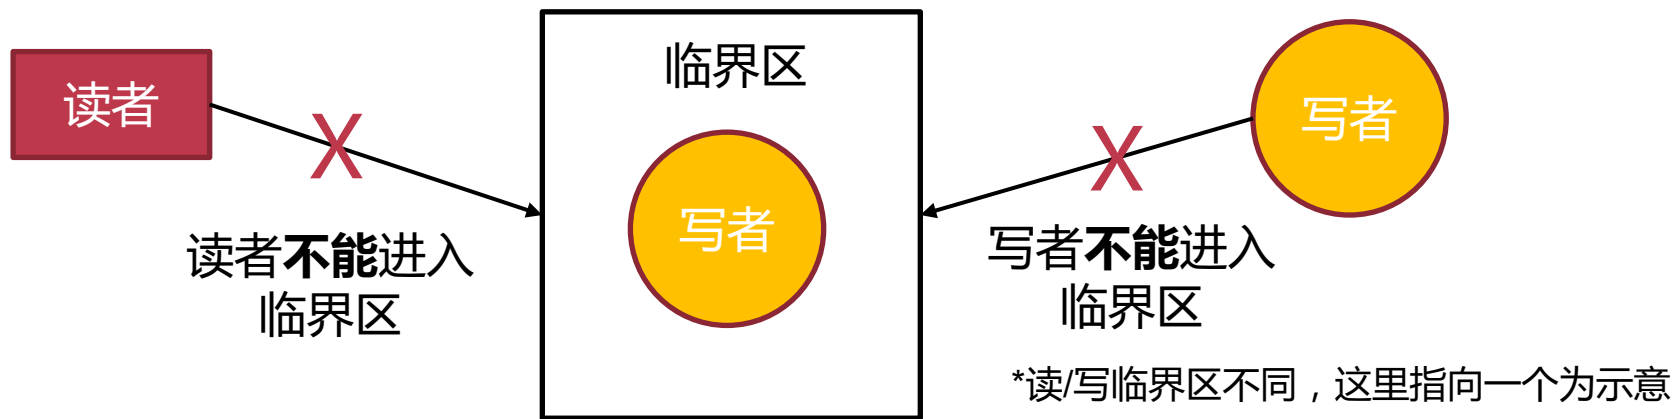 读者
临界区
写者
写者
读者不能进入
临界区
写者不能进入
临界区
*读/写临界区不同，这里指向一个为示意
X
X